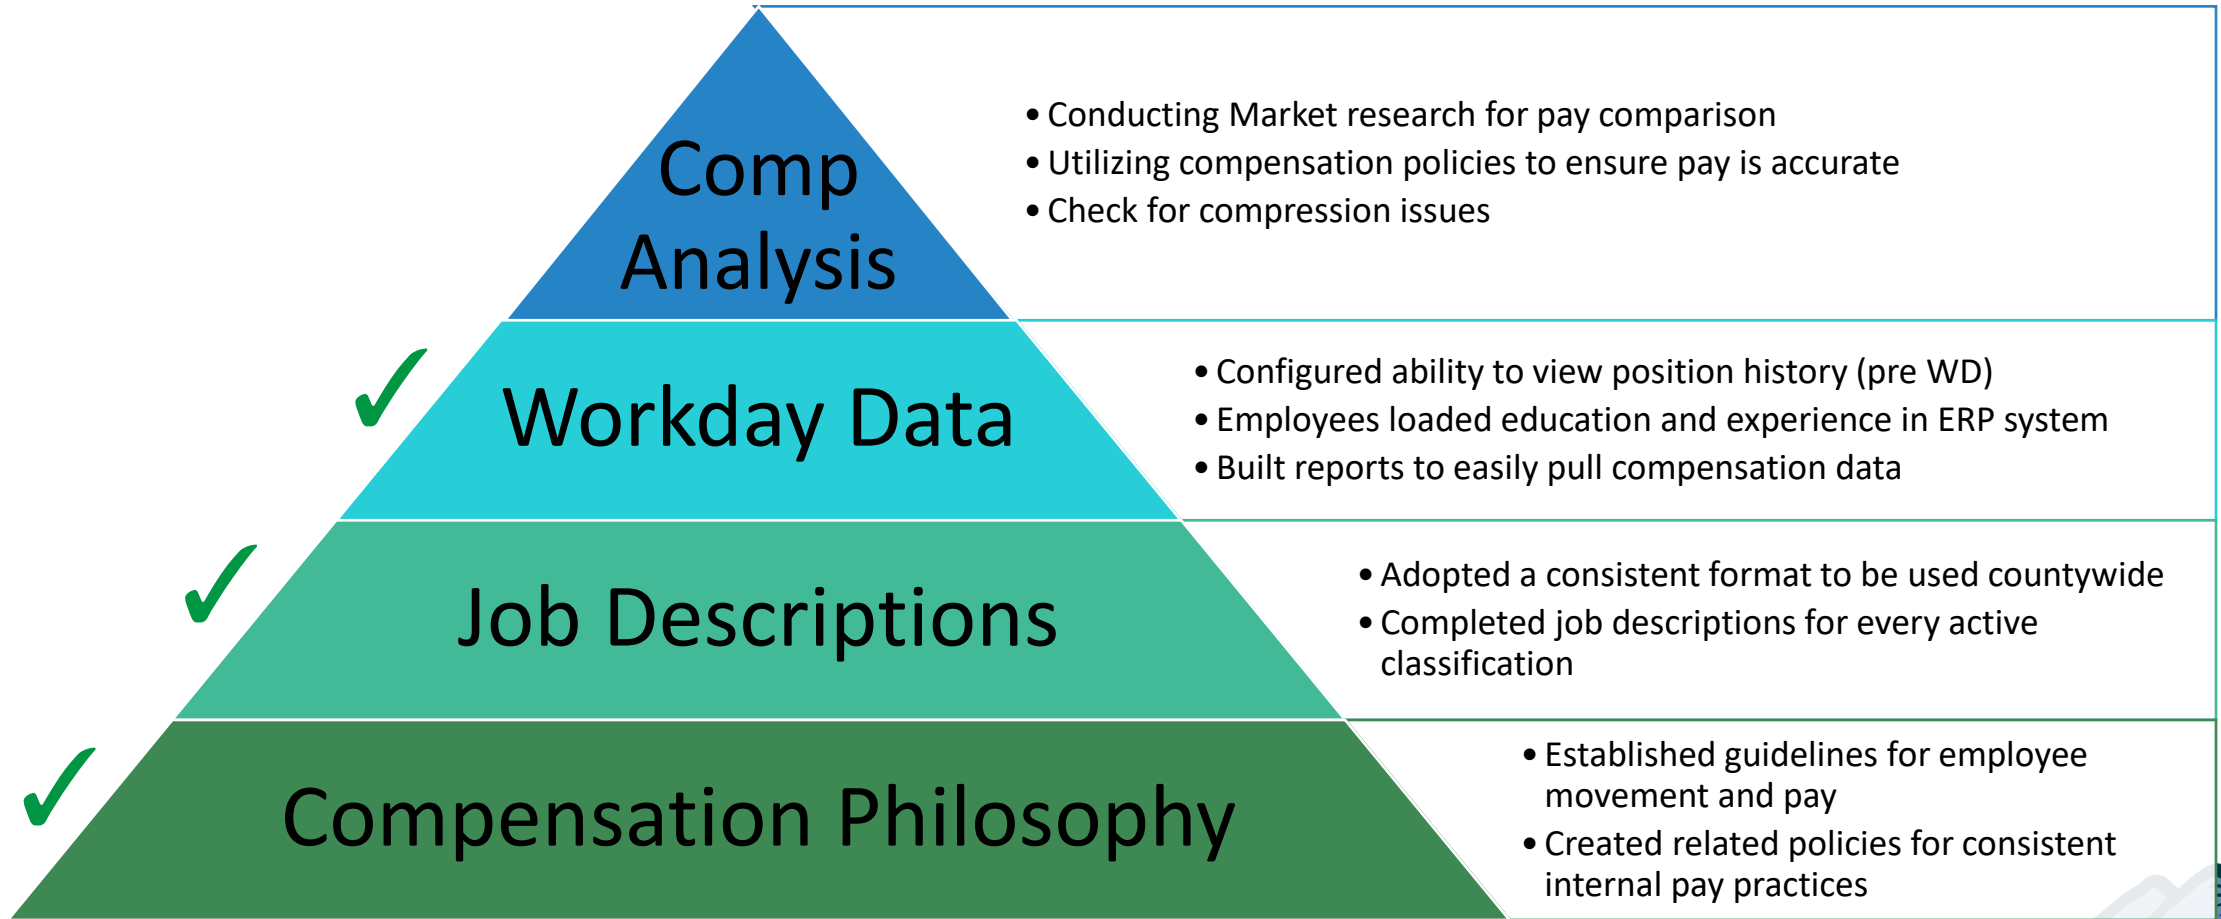 Comp
Analysis
• Conducting Market research for pay comparison
• Utilizing compensation policies to ensure pay is accurate
• Check for compression issues
Workday Data
• Configured ability to view position history (pre WD)
• Employees loaded education and experience in ERP system
• Built reports to easily pull compensation data
Job Descriptions
• Adopted a consistent format to be used countywide
• Completed job descriptions for every active
classification
Compensation Philosophy
• Established guidelines for employee
movement and pay
• Created related policies for consistent
internal pay practices